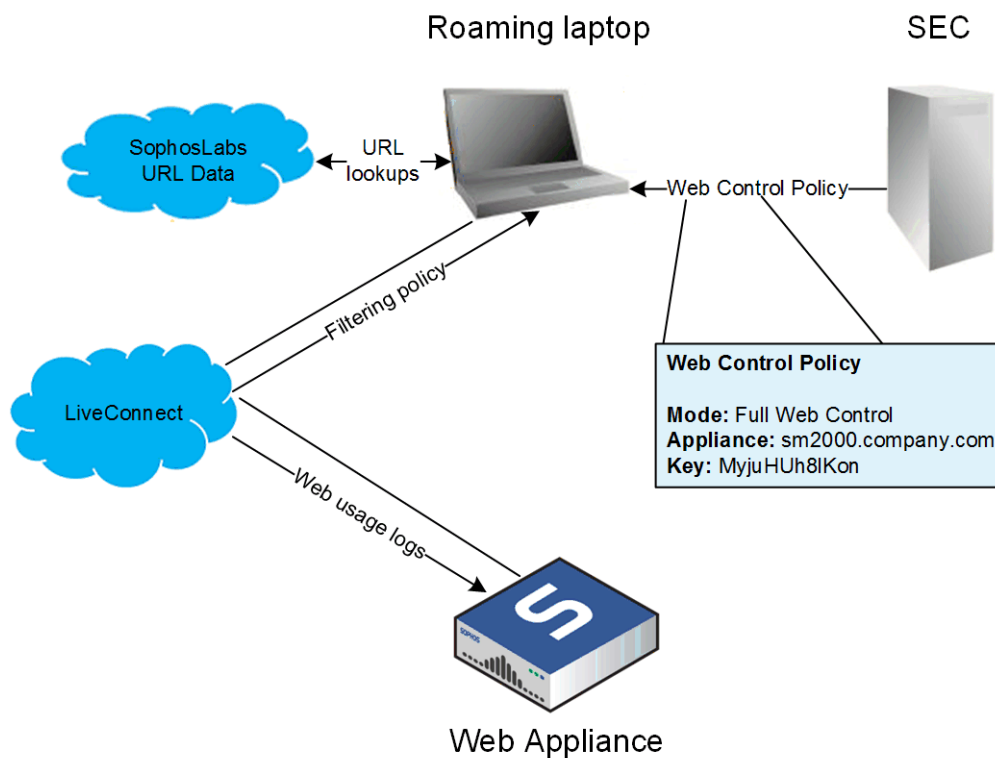 Roaming laptop
SEC
SophosLabs
URL Data
URL
lookups
Web Control Policy
Filtering policy
LiveConnect
Web Control Policy
Mode: Full Web Control
Appliance: sm2000.company.com
Key: MyjuHUh8IKon
Web usage logs
S
SOPHOS
Web Appliance